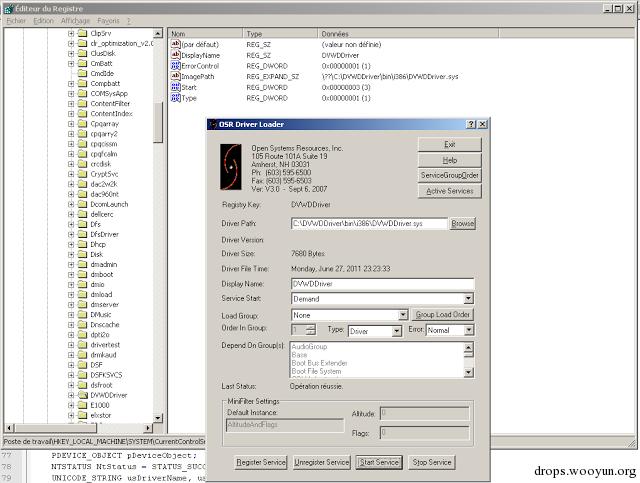 Éditeur du Registre
Fichier Edition Affichage Favoris ?
ClipSrv
clr_optimization_v2.0
ClusDisk
CmBatt
CmdIde
Compbatt
COMSysApp
ContentFilter
ContentIndex
Cpqarray
cpqarry2
cpqcissm
cpqfcalm
crcdisk
CryptSvc
dac2w2k
dac960nt
DcomLaunch
dellcerc
Dfs
DfsDriver
Dhcp
Disk
dmadmin
dmboot
dmio
dmload
dmserver
DMusic
Dnscache
dpti2o
drivertest
drmkaud
DSF
DSFKSVCS
dsfroot
DVWDDriver
E1000
elxstor
Nom Type Données
(par défaut) REG_SZ (valeur non définie)
DisplayName REG_SZ DVWDDriver
ErrorControl REG_DWORD 0x00000001 (1)
ImagePath REG_EXPAND_SZ \??\C:\DVWDDriver\bin\i386\DVWDDriver.sys
Start REG_DWORD 0x00000003 (3)
Type REG_DWORD 0x00000001 (1)
OSR Driver Loader
Open Systems Resources, Inc.
105 Route 101A Suite 19
Amherst, NH 03031
Ph: (603) 595-6500
Fax: (603) 595-6503
Ver: V3.0 - Sept 6, 2007
Exit
Help
ServiceGroupOrder
Active Services
Registry Key: DVWDDriver
Driver Path: C:\DVWDDriver\bin\i386\DVWDDriver.sys Browse
Driver Version:
Driver Size: 7680 Bytes
Driver File Time: Monday, June 27, 2011 23:23:33
Display Name: DVWDDriver
Service Start: Demand
Load Group: None Group Load Order
Order In Group: 1 Type: Driver Error: Normal
Depend On Group(s): AudioGroup
Base
Boot Bus Extender
Boot File System
Last Status: Opération réussie.
MiniFilter Settings
Default Instance: Altitude: 0
AltitudeAndFlags
Flags: 0
Register Service Unregister Service Start Service Stop Service
Poste de travail\HKEY_LOCAL_MACHINE\SYSTEM\CurrentControlSe
77 PDEVICE_OBJECT pDeviceObject;
78 NTSTATUS NtStatus = STATUS_SUCC
79 UNICODE_STRING usDriverName, us
drops.wooyun.org